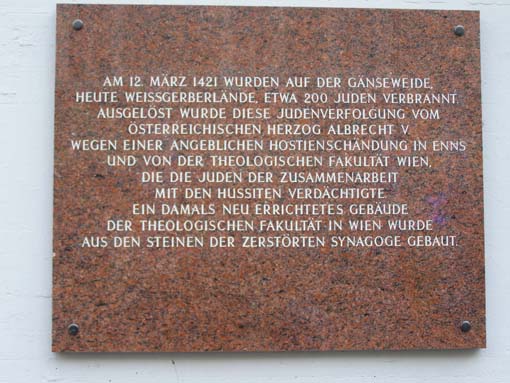 AM 12. MÄRZ 1421 WURDEN AUF DER GÄNSEWEIDE,
HEUTE WEISSGERBERLÄNDE, ETWA 200 JUDEN VERBRANNT.
AUSGELÖST WURDE DIESE JUDENVERFOLGUNG VOM
ÖSTERREICHISCHEN HERZOG ALBRECHT V.
WEGEN EINER ANGEBLICHEN HOSTIENSCHÄNDUNG IN ENNS
UND VON DER THEOLOGISCHEN FAKULTÄT WIEN,
DIE DIE JUDEN DER ZUSAMMENARBEIT
MIT DEN HUSSITEN VERDÄCHTIGTE.
EIN DAMALS NEU ERRICHTETES GEBÄUDE
DER THEOLOGISCHEN FAKULTÄT IN WIEN WURDE
AUS DEN STEINEN DER ZERSTÖRTEN SYNAGOGE GEBAUT.